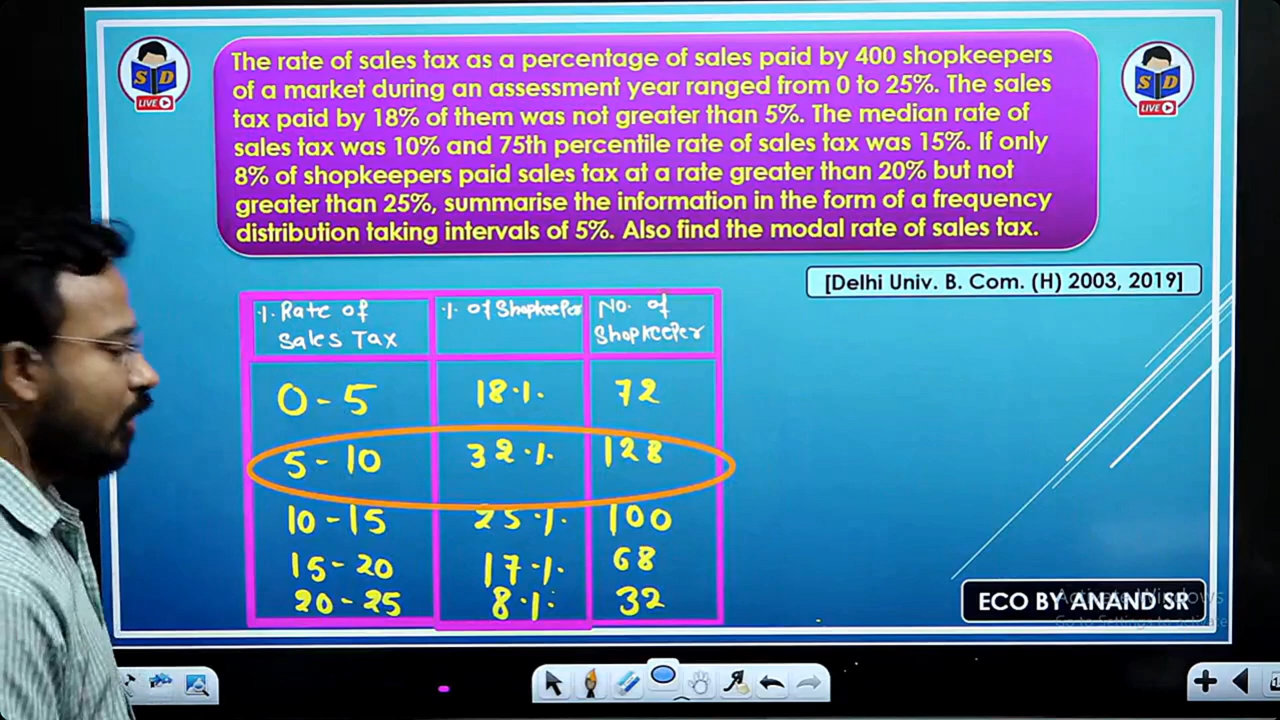 The rate of sales tax as a percentage of sales paid by 400 shopkeepers
of a market during an assessment year ranged from 0 to 25%. The sales
tax paid by 18% of them was not greater than 5%. The median rate of
sales tax was 10% and 75th percentile rate of sales tax was 15%. If only
8% of shopkeepers paid sales tax at a rate greater than 20% but not
greater than 25%, summarise the information in the form of a frequency
distribution taking intervals of 5%. Also find the modal rate of sales tax.
S D
LIVE
S D
LIVE
[Delhi Univ. B. Com. (H) 2003, 2019]
% Rate of Sales Tax % Of Shopkeeper No. of Shopkeeper
0 - 5 18% 72
5 - 10 32% 128
10 - 15 25% 100
15 - 20 17% 68
20 - 25 8% 32
ECO BY ANAND SR
Activate Windows
Go to Settings to activate